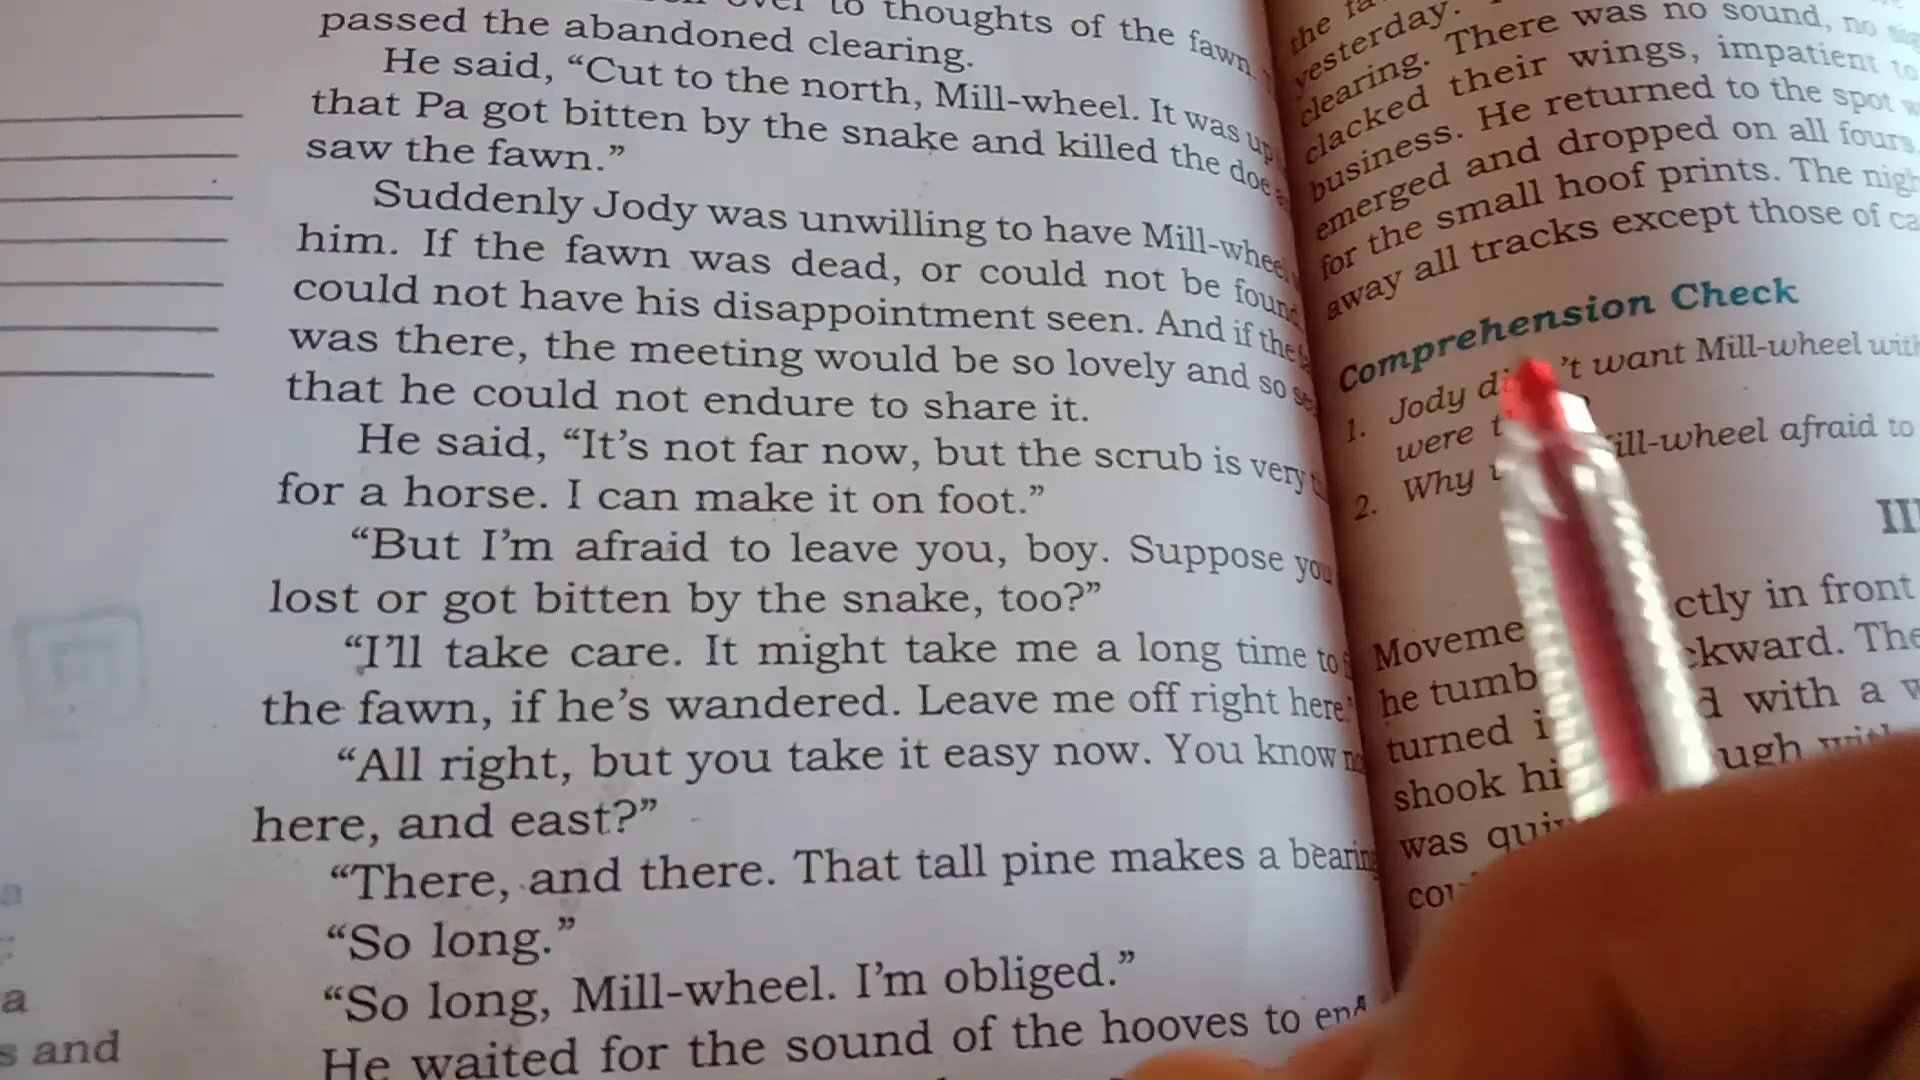 to thoughts of the fawn.
passed the abandoned clearing.
He said, “Cut to the north, Mill-wheel. It was up
that Pa got bitten by the snake and killed the doe
saw the fawn.”
Suddenly Jody was unwilling to have Mill-wheel
him. If the fawn was dead, or could not be found
could not have his disappointment seen. And if the
was there, the meeting would be so lovely and so
that he could not endure to share it.
He said, “It’s not far now, but the scrub is very
for a horse. I can make it on foot.”
“But I’m afraid to leave you, boy. Suppose you
lost or got bitten by the snake, too?”
“I’ll take care. It might take me a long time to
the fawn, if he’s wandered. Leave me off right here.”
“All right, but you take it easy now. You know
here, and east?”
“There, and there. That tall pine makes a bearing
“So long.”
“So long, Mill-wheel. I’m obliged.”
He waited for the sound of the hooves to end
a
a
s and
the
yesterday.
clearing. There was no sound, no
clacked their wings, impatient to
business. He returned to the spot
emerged and dropped on all fours,
for the small hoof prints. The
away all tracks except those of
Comprehension Check
1. Jody want Mill-wheel
were
2. Why ill-wheel afraid to
ctly in front
he ckward. The
turned with a
shook ugh
was